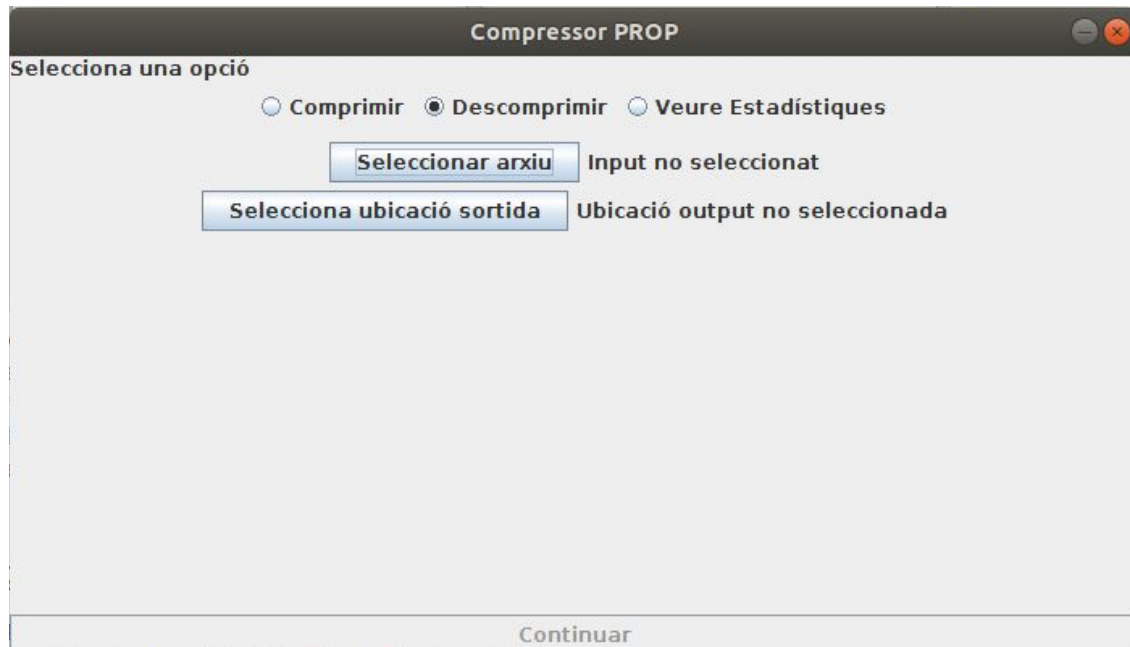 Compressor PROP
Selecciona una opció
Comprimir Descomprimir Veure Estadístiques
Seleccionar arxiu Input no seleccionat
Selecciona ubicació sortida Ubicació output no seleccionada
Continuar